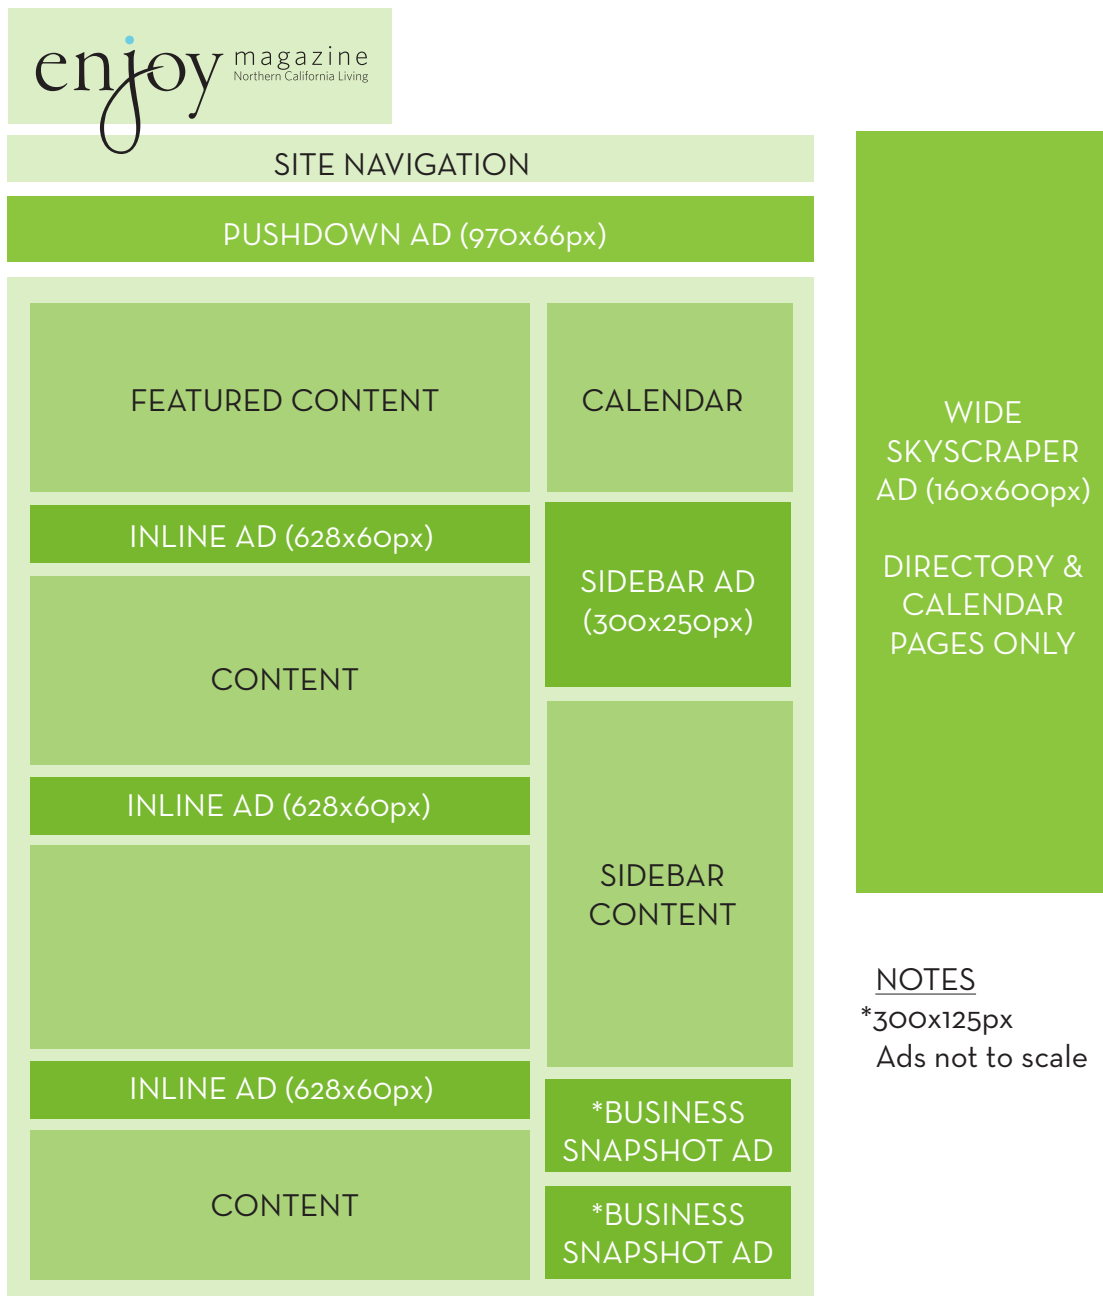 enjoy magazine
Northern California Living
SITE NAVIGATION
PUSHDOWN AD (970x66px)
FEATURED CONTENT
CALENDAR
INLINE AD (628x60px)
SIDEBAR AD
(300x250px)
CONTENT
INLINE AD (628x60px)
SIDEBAR
CONTENT
INLINE AD (628x60px)
*BUSINESS
SNAPSHOT AD
CONTENT
*BUSINESS
SNAPSHOT AD
WIDE
SKYSCRAPER
AD (160x600px)
DIRECTORY &
CALENDAR
PAGES ONLY
NOTES
*300x125px
Ads not to scale